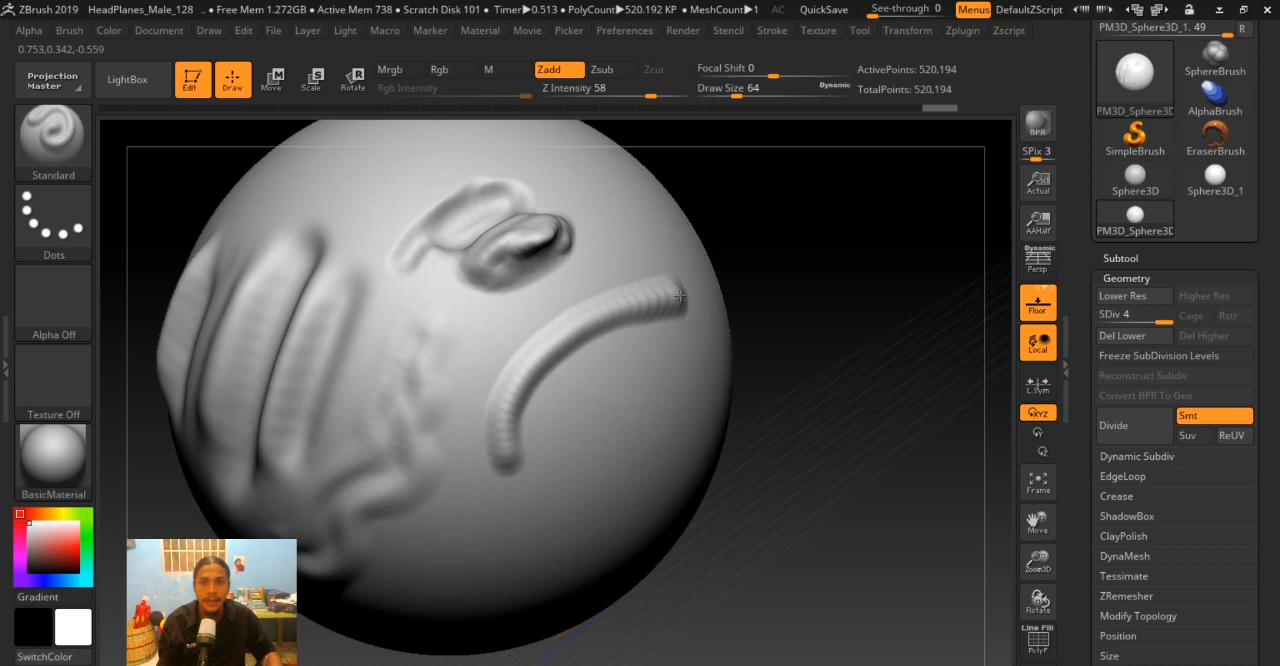 ZBrush 2019 HeadPlanes_Male_128 .. • Free Mem 1.272GB • Active Mem 738 • Scratch Disk 101 • Timer▶0.513 • PolyCount▶520.192 KP • MeshCount▶1 AC QuickSave See-through 0 Menus DefaultZScript
Alpha Brush Color Document Draw Edit File Layer Light Macro Marker Material Movie Picker Preferences Render Stencil Stroke Texture Tool Transform Zplugin Zscript
0.753,0.342,-0.559
Projection
Master
LightBox
Edit
Draw
Move
Scale
Rotate
Mrgb Rgb M
Rgb Intensity
Zadd Zsub Zcut
Z Intensity 58
Focal Shift 0
Draw Size 64
Dynamic
ActivePoints: 520,194
TotalPoints: 520,194
Standard
Dots
Alpha Off
Texture Off
BasicMaterial
Gradient
SwitchColor
BPR
SPix 3
Actual
AAHalf
Dynamic
Persp
Floor
Local
L.Sym
XYZ
Y
Z
Frame
Move
Zoom3D
Rotate
Line Fill
PolyF
PM3D_Sphere3D_1. 49 R
PM3D_Sphere3D
SphereBrush
AlphaBrush
SimpleBrush
EraserBrush
Sphere3D
Sphere3D_1
PM3D_Sphere3D
Subtool
Geometry
Lower Res Higher Res
SDiv 4 Cage Rstr
Del Lower Del Higher
Freeze SubDivision Levels
Reconstruct Subdiv
Convert BPR To Geo
Divide
Smt
Suv ReUV
Dynamic Subdiv
EdgeLoop
Crease
ShadowBox
ClayPolish
DynaMesh
Tessimate
ZRemesher
Modify Topology
Position
Size